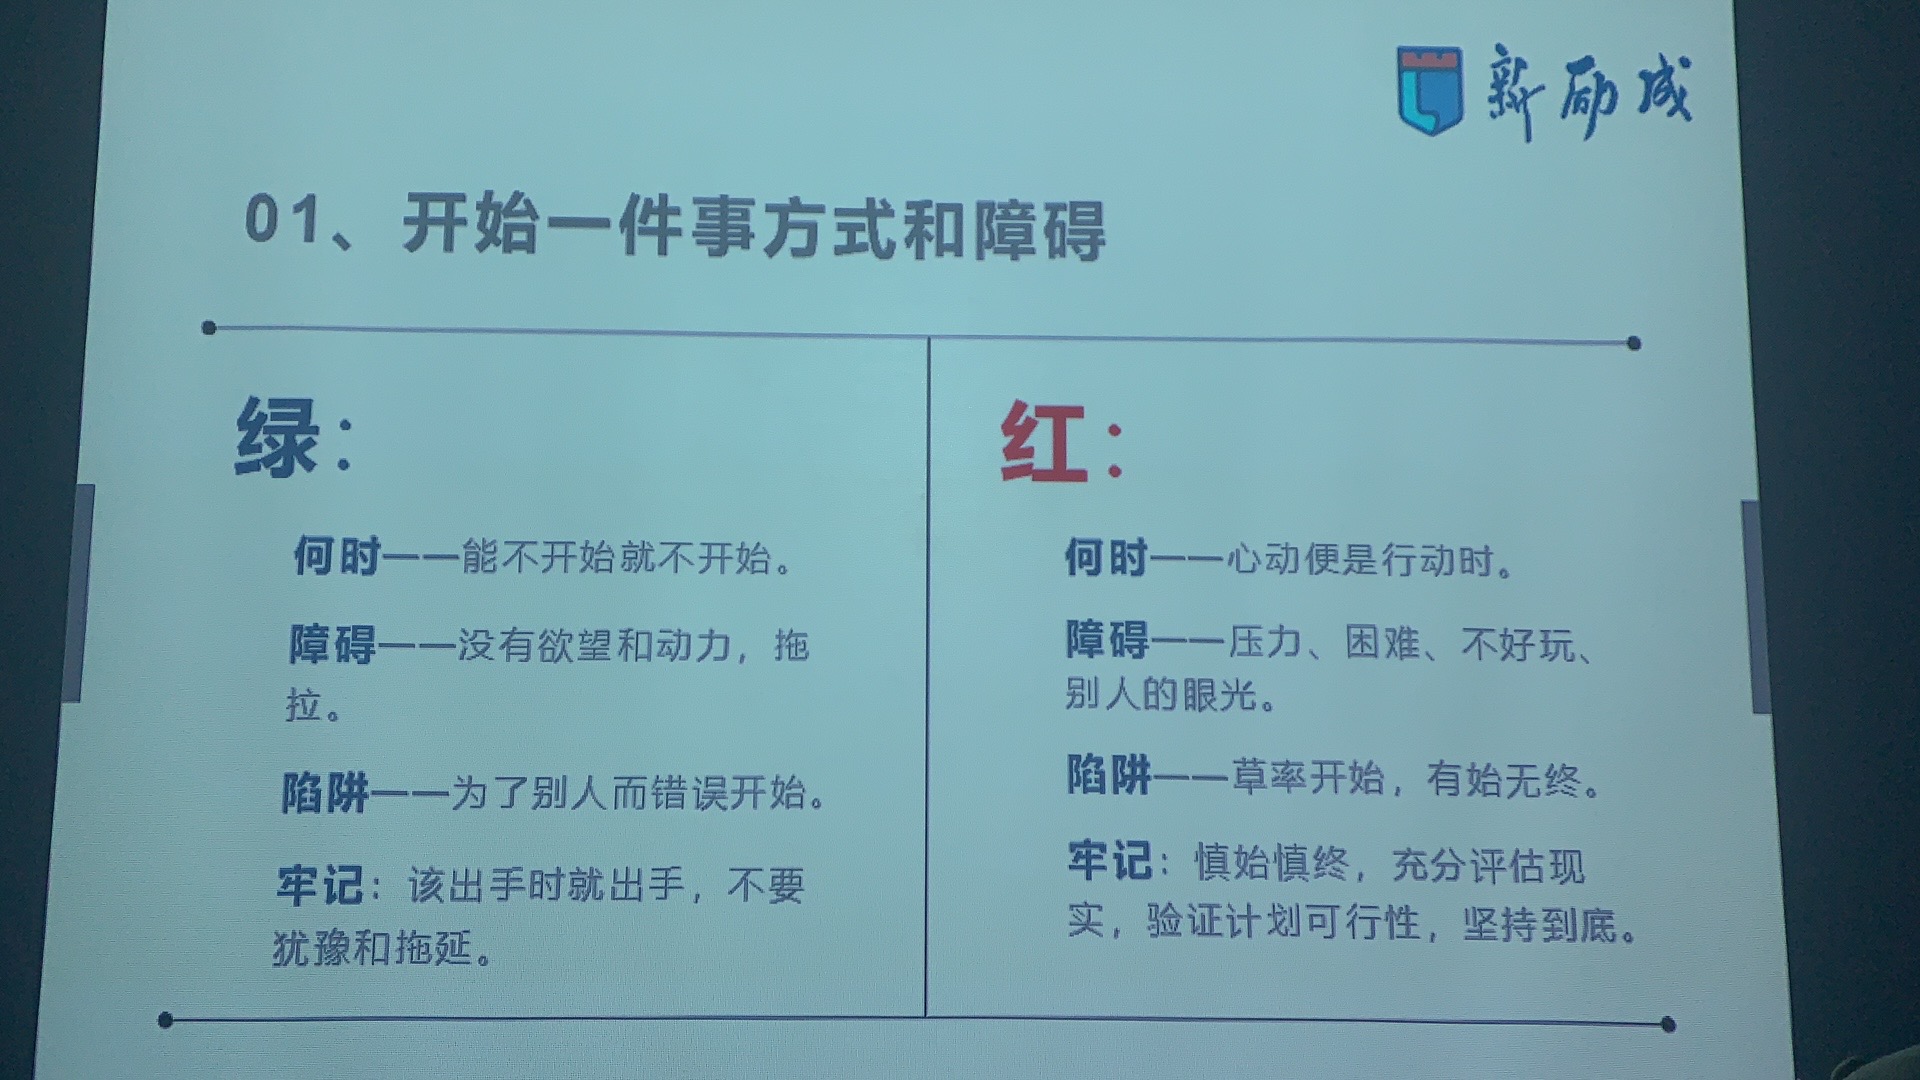 新励成
01、开始一件事方式和障碍
绿：
何时——能不开始就不开始。
障碍——没有欲望和动力，拖
拉。
陷阱——为了别人而错误开始。
牢记：该出手时就出手，不要
犹豫和拖延。
红：
何时——心动便是行动时。
障碍——压力、困难、不好玩、
别人的眼光。
陷阱——草率开始，有始无终。
牢记：慎始慎终，充分评估现
实，验证计划可行性，坚持到底。